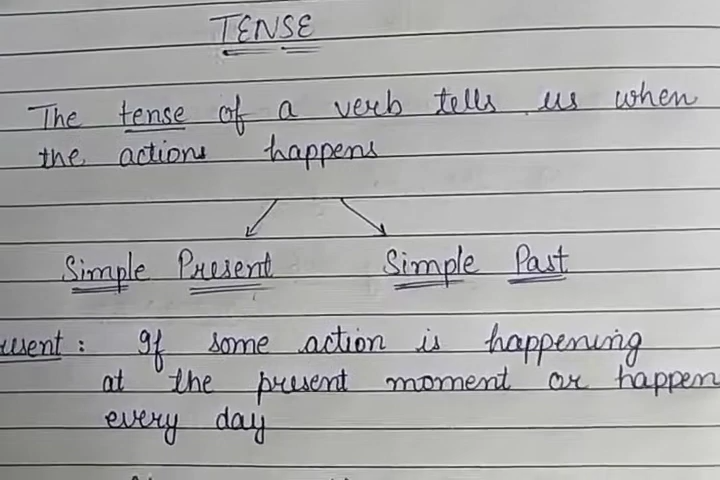 TENSE
The tense of a verb tells us when
the actions happens
Simple Present Simple Past
esent : If some action is happening
at the present moment or happen
every day